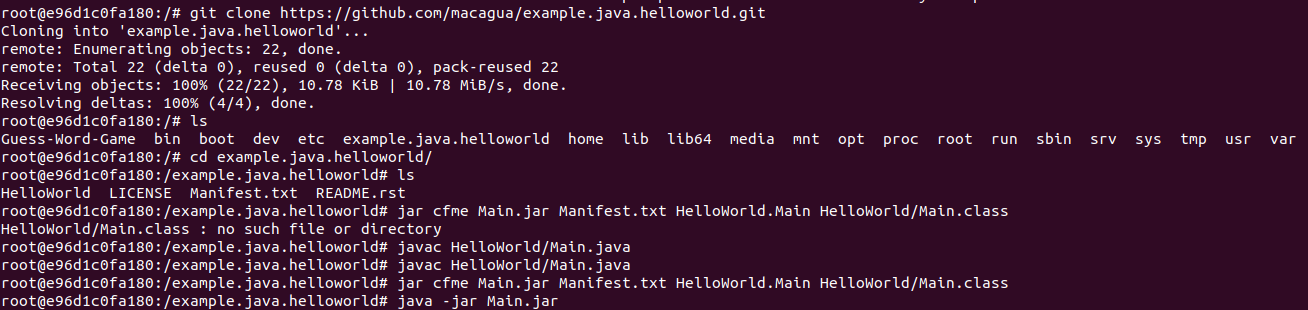 root@e96d1c0fa180:/# git clone https://github.com/macagua/example.java.helloworld.git
Cloning into 'example.java.helloworld'...
remote: Enumerating objects: 22, done.
remote: Total 22 (delta 0), reused 0 (delta 0), pack-reused 22
Receiving objects: 100% (22/22), 10.78 KiB | 10.78 MiB/s, done.
Resolving deltas: 100% (4/4), done.
root@e96d1c0fa180:/# ls
Guess-Word-Game  bin  boot  dev  etc  example.java.helloworld  home  lib  lib64  media  mnt  opt  proc  root  run  sbin  srv  sys  tmp  usr  var
root@e96d1c0fa180:/# cd example.java.helloworld/
root@e96d1c0fa180:/example.java.helloworld# ls
HelloWorld  LICENSE  Manifest.txt  README.rst
root@e96d1c0fa180:/example.java.helloworld# jar cfme Main.jar Manifest.txt HelloWorld.Main HelloWorld/Main.class
HelloWorld/Main.class : no such file or directory
root@e96d1c0fa180:/example.java.helloworld# javac HelloWorld/Main.java
root@e96d1c0fa180:/example.java.helloworld# javac HelloWorld/Main.java
root@e96d1c0fa180:/example.java.helloworld# jar cfme Main.jar Manifest.txt HelloWorld.Main HelloWorld/Main.class
root@e96d1c0fa180:/example.java.helloworld# java -jar Main.jar